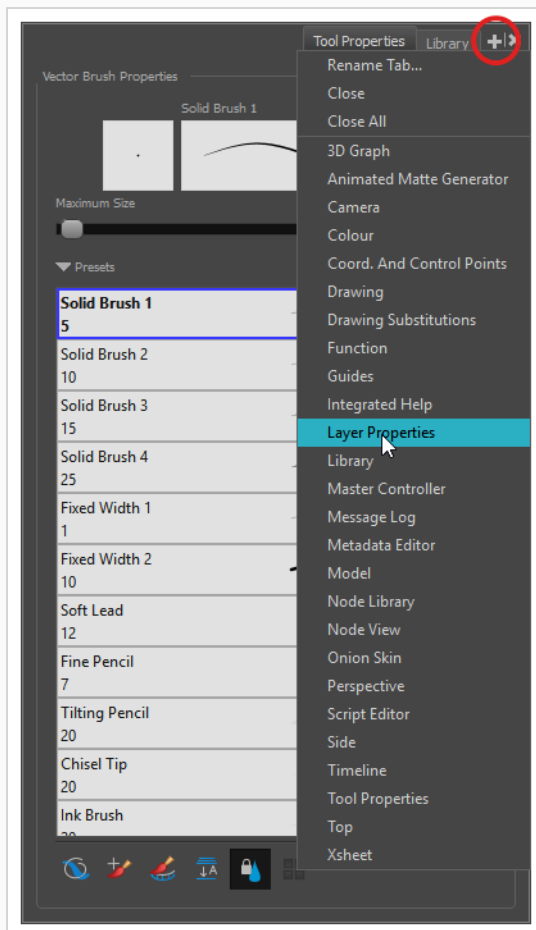 Tool Properties Library
Vector Brush Properties
Solid Brush 1
Maximum Size
Presets
Solid Brush 1
5
Solid Brush 2
10
Solid Brush 3
15
Solid Brush 4
25
Fixed Width 1
1
Fixed Width 2
10
Soft Lead
12
Fine Pencil
7
Tilting Pencil
20
Chisel Tip
20
Ink Brush
Rename Tab...
Close
Close All
3D Graph
Animated Matte Generator
Camera
Colour
Coord. And Control Points
Drawing
Drawing Substitutions
Function
Guides
Integrated Help
Layer Properties
Library
Master Controller
Message Log
Metadata Editor
Model
Node Library
Node View
Onion Skin
Perspective
Script Editor
Side
Timeline
Tool Properties
Top
Xsheet